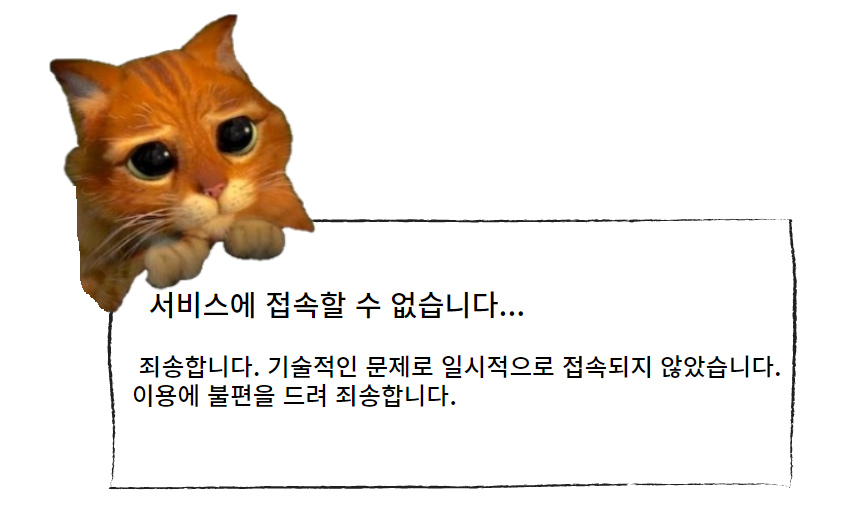 서비스에 접속할 수 없습니다...
죄송합니다. 기술적인 문제로 일시적으로 접속되지 않았습니다.
이용에 불편을 드려 죄송합니다.